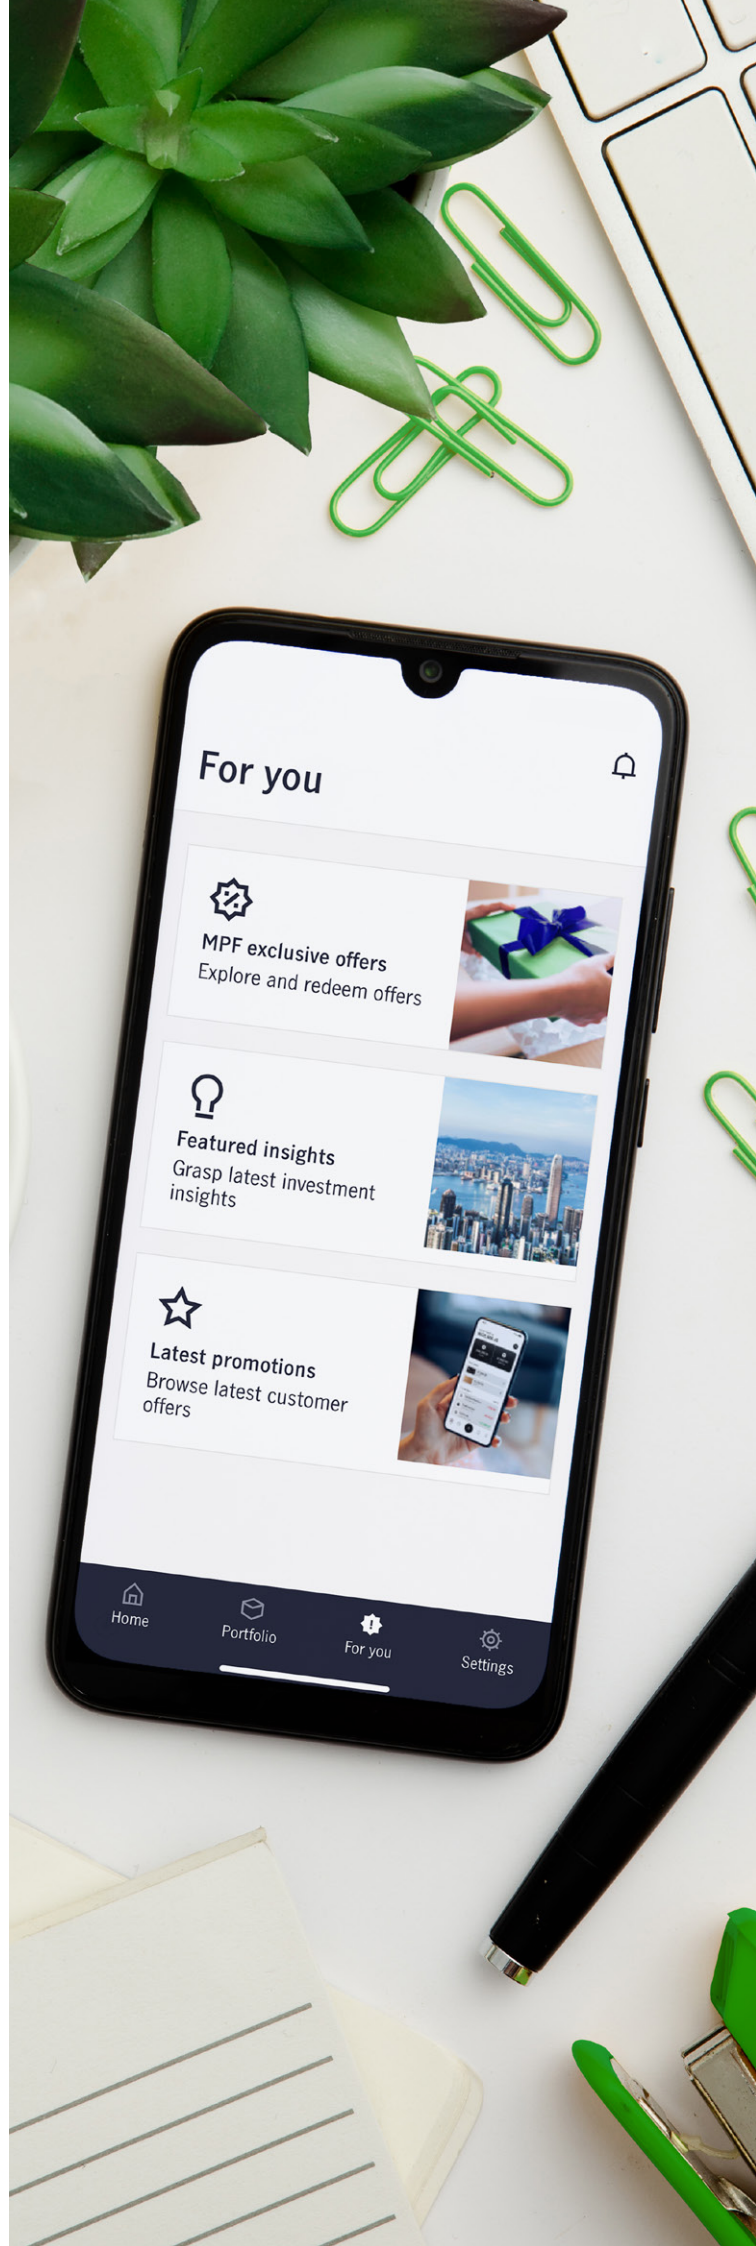 For you
MPF exclusive offers
Explore and redeem offers
Featured insights
Grasp latest investment
insights
Latest promotions
Browse latest customer
offers
Home
Portfolio
For you
Settings